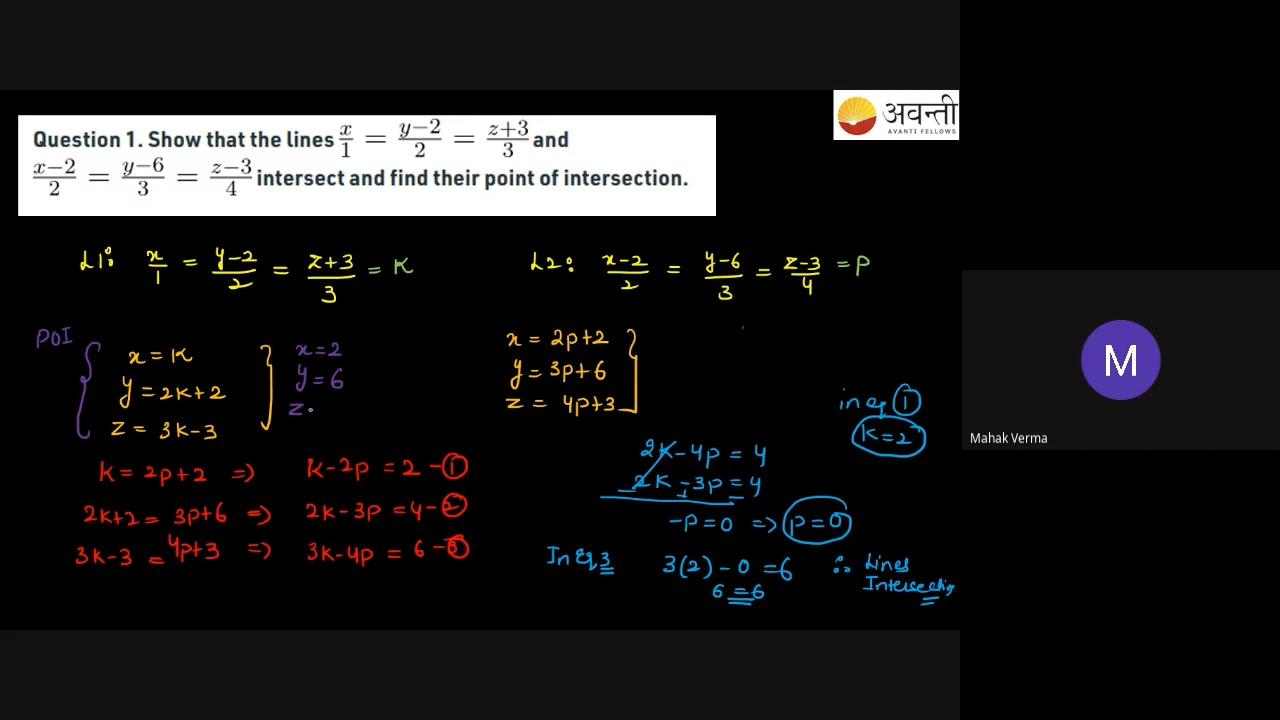 अवन्ती
AVANTI FELLOWS
Question 1. Show that the lines x/1 = y−2/2 = z+3/3 and
x−2/2 = y−6/3 = z−3/4 intersect and find their point of intersection.
L1: x/1 = y-2/2 = z+3/3 = K
L2: x-2/2 = y-6/3 = z-3/4 = P
POI
x = K
y = 2K+2
z = 3K-3
x=2
y=6
z
x = 2p+2
y = 3p+6
z = 4p+3
K = 2p+2 => K-2p = 2 -①
2K+2 = 3p+6 => 2K-3p = 4-②
3K-3 = 4p+3 => 3K-4p = 6-③
2K-4p = 4
2K-3p = 4
-p=0 => p=0
in eq ①
K=2
In Eq 3 3(2) - 0 = 6
6 = 6
∴ Lines
Intersecting
M
Mahak Verma